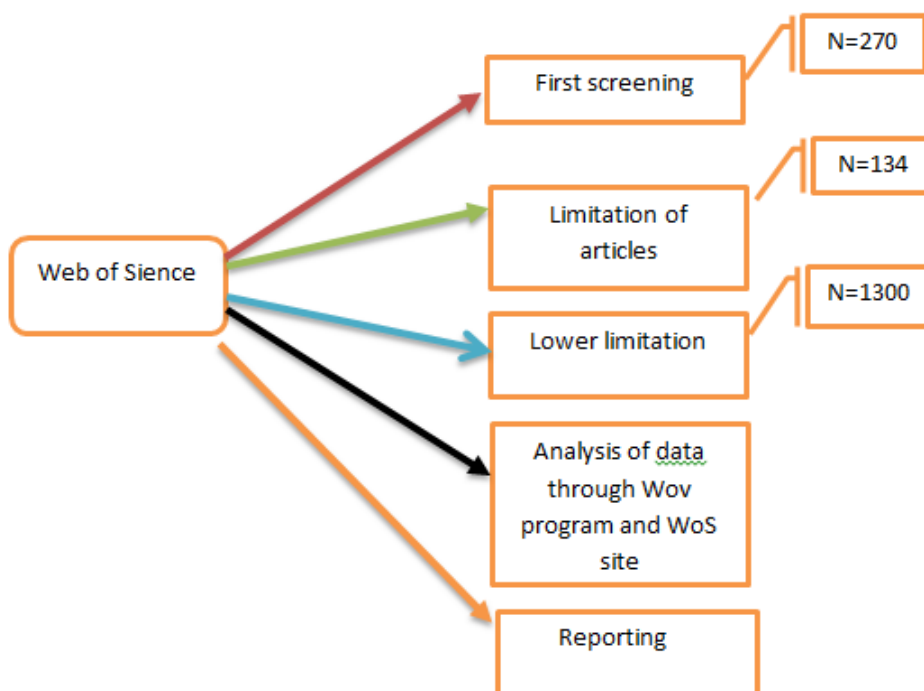 N=270
First screening
N=134
Limitation of
articles
Web of Sience
N=1300
Lower limitation
Analysis of data
through Wov
program and WoS
site
Reporting